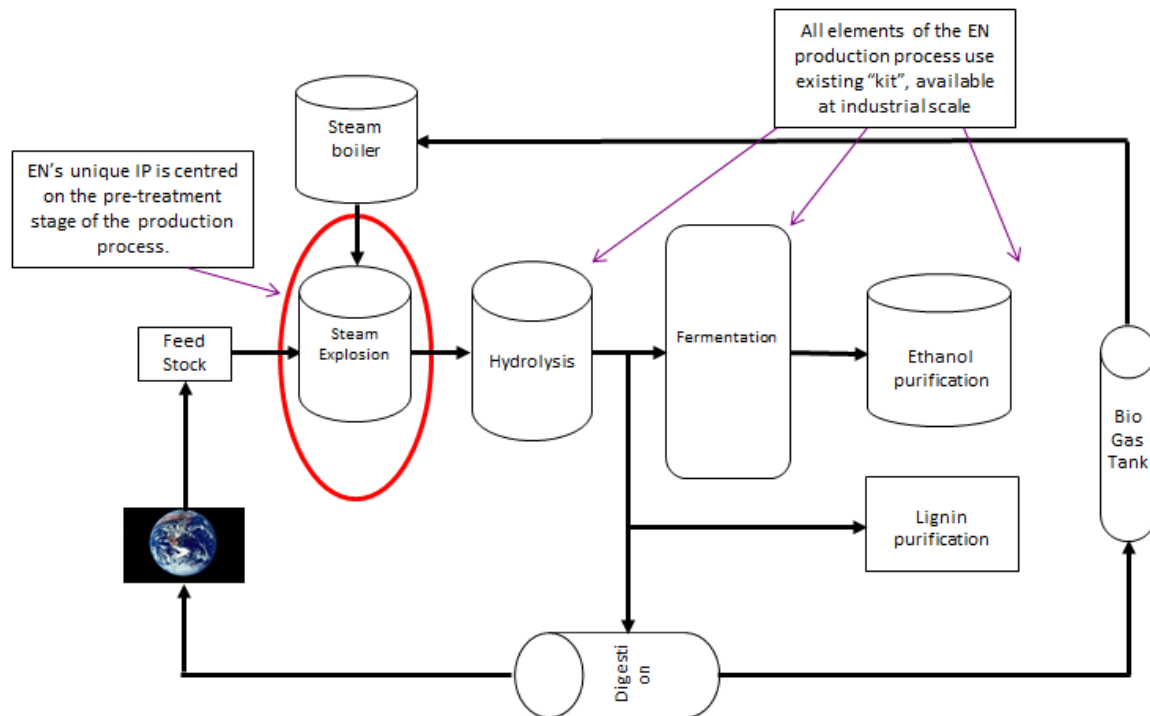 All elements of the EN
production process use
existing “kit”, available
at industrial scale
Steam
boiler
EN’s unique IP is centred
on the pre-treatment
stage of the production
process.
Feed
Stock
Steam
Explosion
Hydrolysis
Fermentation
Ethanol
purification
Bio
Gas
Tank
Lignin
purification
Digesti
on